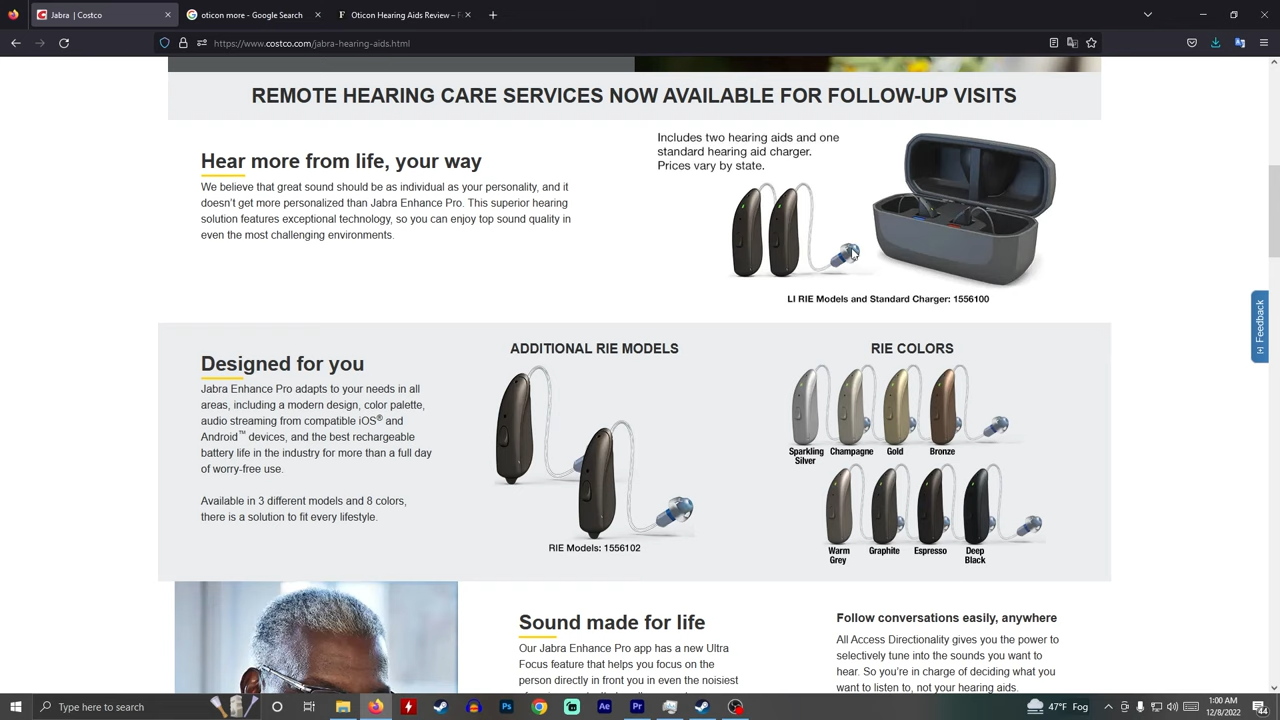 Jabra | Costco
oticon more - Google Search
Oticon Hearing Aids Review – F
https://www.costco.com/jabra-hearing-aids.html
REMOTE HEARING CARE SERVICES NOW AVAILABLE FOR FOLLOW-UP VISITS
Hear more from life, your way
We believe that great sound should be as individual as your personality, and it
doesn't get more personalized than Jabra Enhance Pro. This superior hearing
solution features exceptional technology, so you can enjoy top sound quality in
even the most challenging environments.
Includes two hearing aids and one
standard hearing aid charger.
Prices vary by state.
LI RIE Models and Standard Charger: 1556100
Feedback
Designed for you
Jabra Enhance Pro adapts to your needs in all
areas, including a modern design, color palette,
audio streaming from compatible iOS® and
Android™ devices, and the best rechargeable
battery life in the industry for more than a full day
of worry-free use.
Available in 3 different models and 8 colors,
there is a solution to fit every lifestyle.
ADDITIONAL RIE MODELS
RIE Models: 1556102
RIE COLORS
Sparkling
Silver
Champagne
Gold
Bronze
Warm
Grey
Graphite
Espresso
Deep
Black
Sound made for life
Our Jabra Enhance Pro app has a new Ultra
Focus feature that helps you focus on the
person directly in front you in even the noisiest
Follow conversations easily, anywhere
All Access Directionality gives you the power to
selectively tune into the sounds you want to
hear. So you're in charge of deciding what you
want to listen to, not your hearing aids.
Type here to search
47°F Fog
1:00 AM
12/8/2022
44